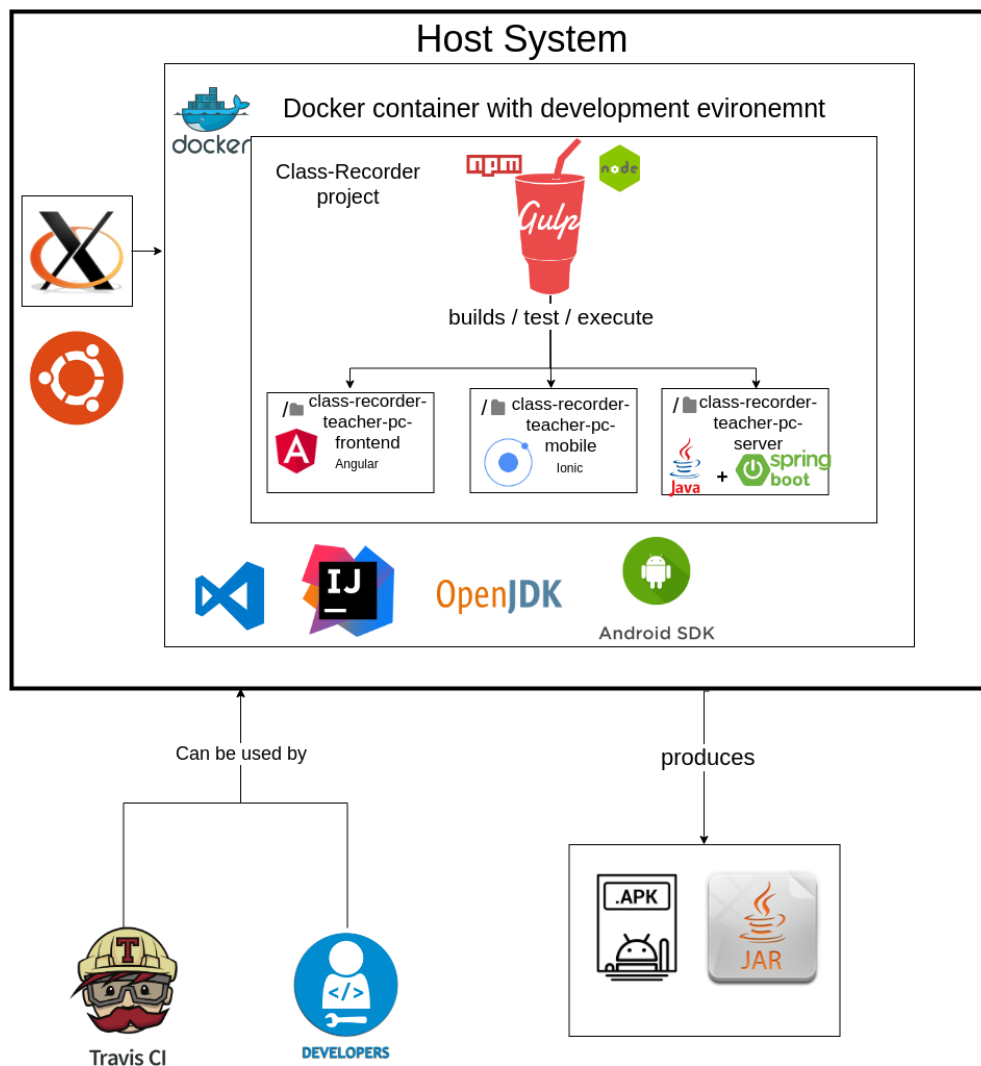 Host System
docker
Docker container with development evironemnt
Class-Recorder
project
npm
node
Gulp
builds / test / execute
/ class-recorder-
teacher-pc-
frontend
Angular
/ class-recorder-
teacher-pc-
mobile
Ionic
/ class-recorder-
teacher-pc-
server
Java
+
spring
boot
IJ
OpenJDK
Android SDK
Can be used by
produces
T
Travis CI
</>
DEVELOPERS
.APK
JAR